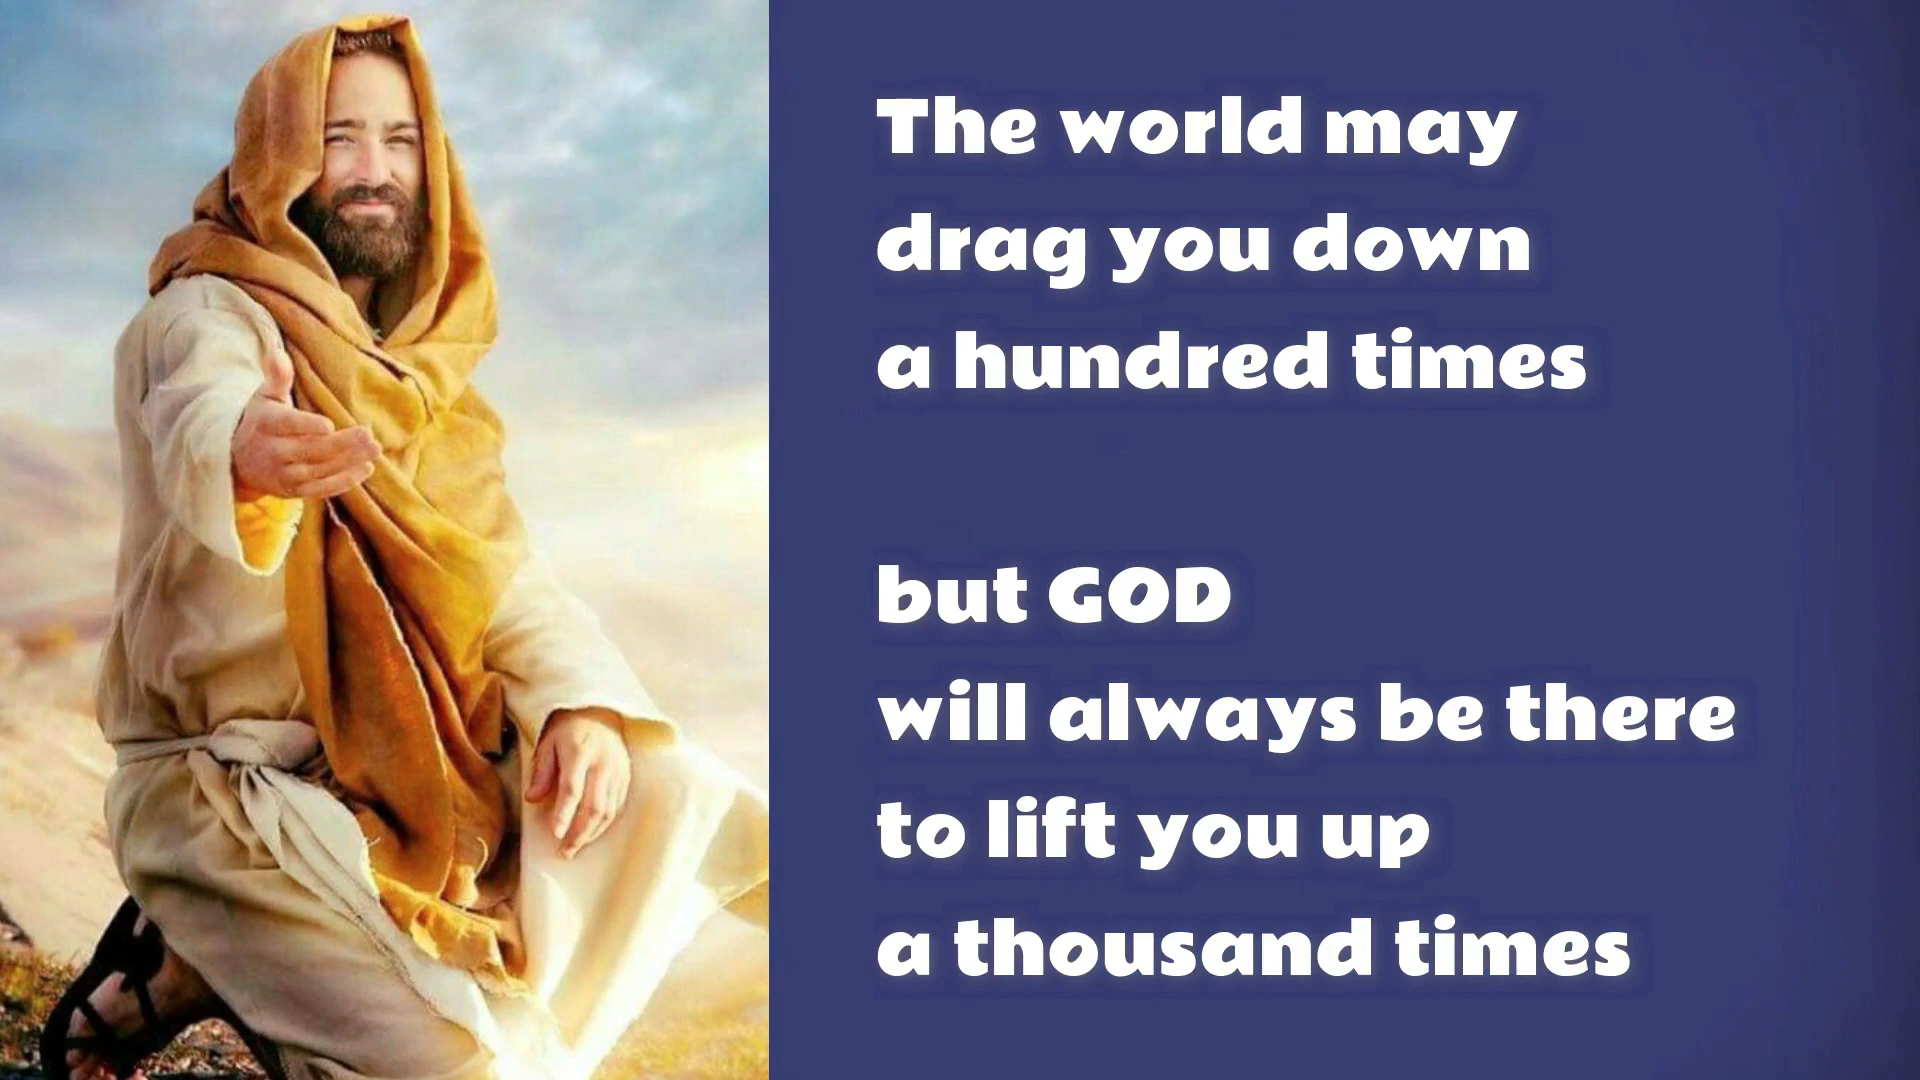 The world may
drag you down
a hundred times
but GOD
will always be there
to lift you up
a thousand times